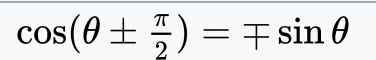 cos(θ ± π/2) = ∓ sin θ